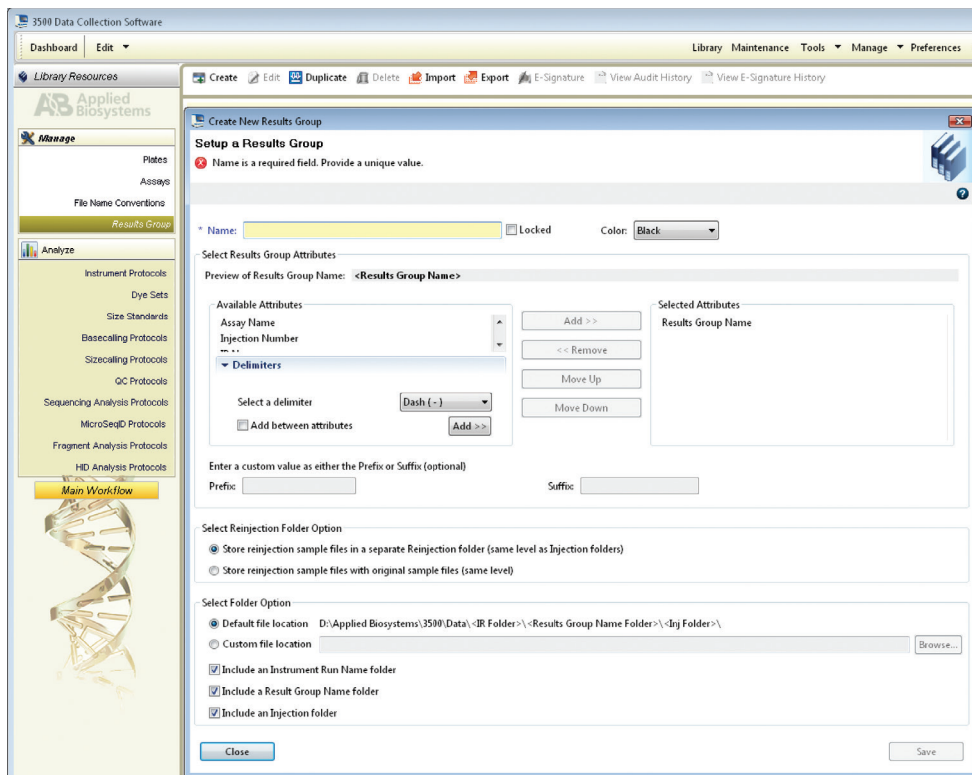 3500 Data Collection Software
Dashboard Edit Library Maintenance Tools Manage Preferences
Library Resources
AB Applied Biosystems
Manage
Plates
Assays
File Name Conventions
Results Group
Analyze
Instrument Protocols
Dye Sets
Size Standards
Basecalling Protocols
Sizecalling Protocols
QC Protocols
Sequencing Analysis Protocols
MicroSeqID Protocols
Fragment Analysis Protocols
HID Analysis Protocols
Main Workflow
Create Edit Duplicate Delete Import Export E-Signature View Audit History View E-Signature History
Create New Results Group
Setup a Results Group
Name is a required field. Provide a unique value.
* Name: Locked Color: Black
Select Results Group Attributes
Preview of Results Group Name: <Results Group Name>
Available Attributes
Assay Name
Injection Number
Delimiters
Select a delimiter Dash ( - )
Add between attributes Add >>
Add >>
<< Remove
Move Up
Move Down
Selected Attributes
Results Group Name
Enter a custom value as either the Prefix or Suffix (optional)
Prefix: Suffix:
Select Reinjection Folder Option
Store reinjection sample files in a separate Reinjection folder (same level as Injection folders)
Store reinjection sample files with original sample files (same level)
Select Folder Option
Default file location D:\Applied Biosystems\3500\Data\<IR Folder>\<Results Group Name Folder>\<Inj Folder>\
Custom file location Browse...
Include an Instrument Run Name folder
Include a Result Group Name folder
Include an Injection folder
Close Save